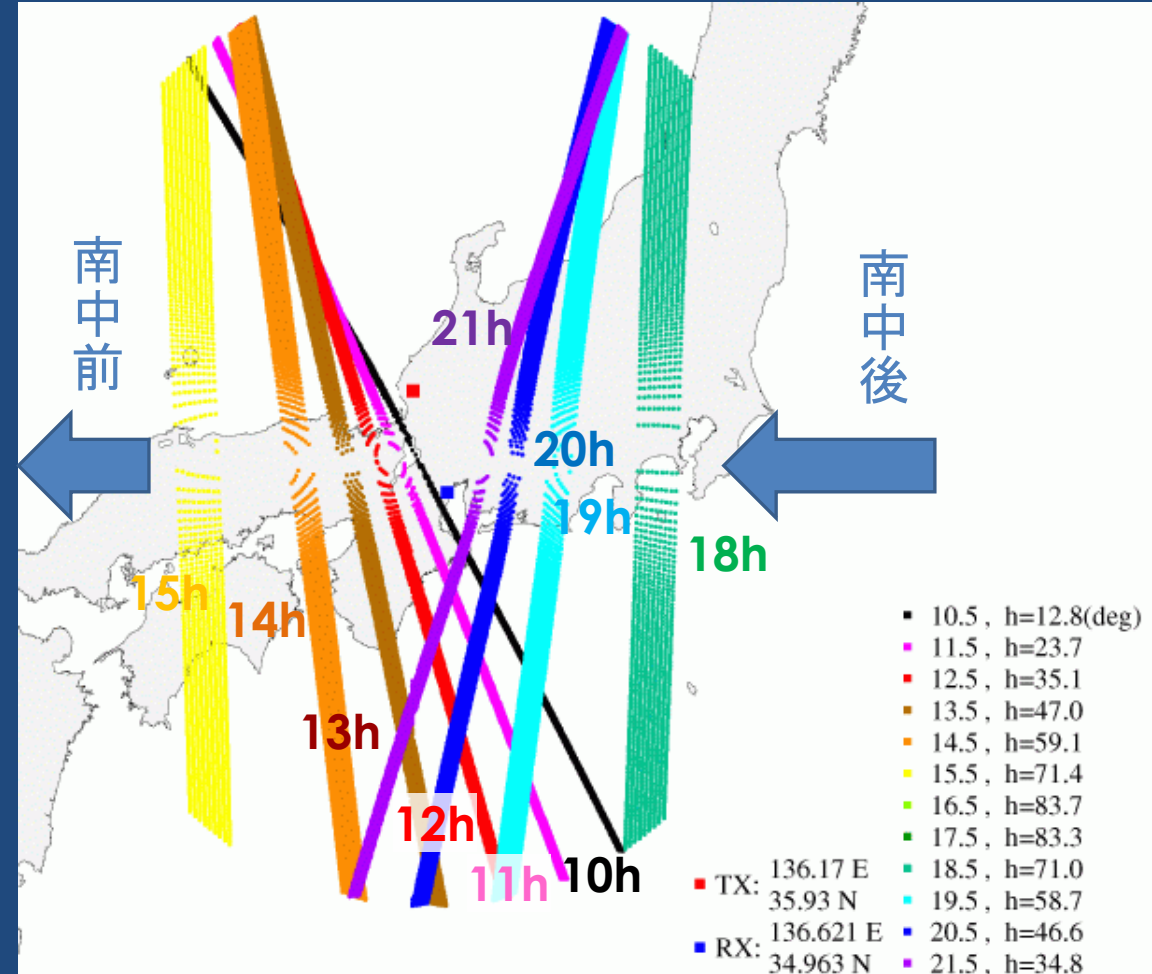 南中前
南中後
21h
20h
19h
18h
15h
14h
13h
12h
11h
10h
10.5 , h=12.8(deg)
11.5 , h=23.7
12.5 , h=35.1
13.5 , h=47.0
14.5 , h=59.1
15.5 , h=71.4
16.5 , h=83.7
17.5 , h=83.3
18.5 , h=71.0
19.5 , h=58.7
20.5 , h=46.6
21.5 , h=34.8
TX: 136.17 E
35.93 N
RX: 136.621 E
34.963 N